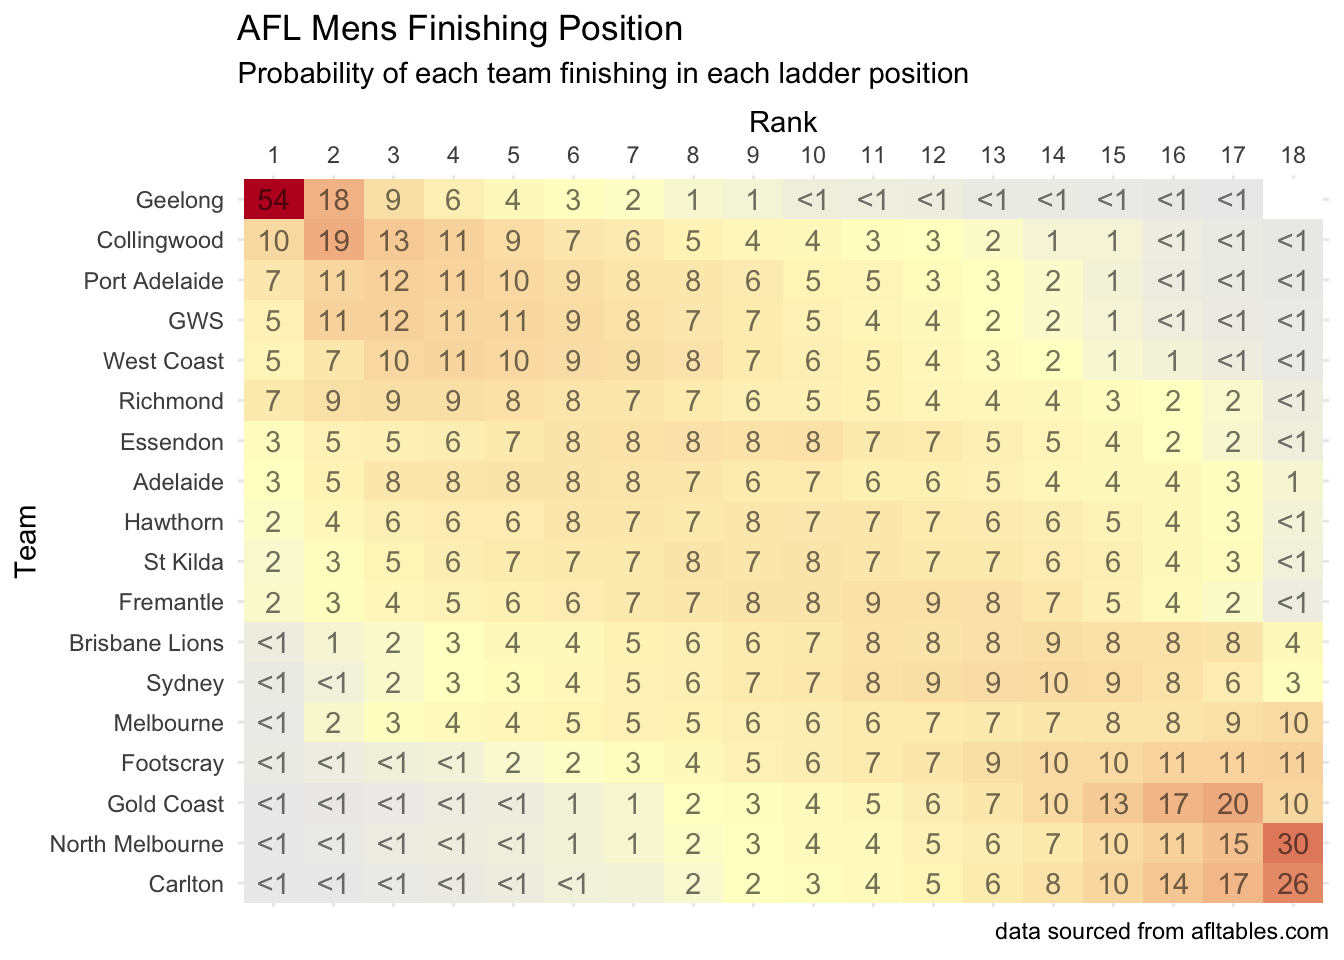 AFL Mens Finishing Position
Probability of each team finishing in each ladder position
Rank
1 2 3 4 5 6 7 8 9 10 11 12 13 14 15 16 17 18
Team
Geelong 54 18 9 6 4 3 2 1 1 <1 <1 <1 <1 <1 <1 <1 <1
Collingwood 10 19 13 11 9 7 6 5 4 4 3 3 2 1 1 <1 <1 <1
Port Adelaide 7 11 12 11 10 9 8 8 6 5 5 3 3 2 1 <1 <1 <1
GWS 5 11 12 11 11 9 8 7 7 5 4 4 2 2 1 <1 <1 <1
West Coast 5 7 10 11 10 9 9 8 7 6 5 4 3 2 1 1 <1 <1
Richmond 7 9 9 9 8 8 7 7 6 5 5 4 4 4 3 2 2 <1
Essendon 3 5 5 6 7 8 8 8 8 8 7 7 5 5 4 2 2 <1
Adelaide 3 5 8 8 8 8 8 7 6 7 6 6 5 4 4 4 3 1
Hawthorn 2 4 6 6 6 8 7 7 8 7 7 7 6 6 5 4 3 <1
St Kilda 2 3 5 6 7 7 7 8 7 8 7 7 7 6 6 4 3 <1
Fremantle 2 3 4 5 6 6 7 7 8 8 9 9 8 7 5 4 2 <1
Brisbane Lions <1 1 2 3 4 4 5 6 6 7 8 8 8 9 8 8 8 4
Sydney <1 <1 2 3 3 4 5 6 7 7 8 9 9 10 9 8 6 3
Melbourne <1 2 3 4 4 5 5 5 6 6 6 7 7 7 8 8 9 10
Footscray <1 <1 <1 <1 2 2 3 4 5 6 7 7 9 10 10 11 11 11
Gold Coast <1 <1 <1 <1 <1 1 1 2 3 4 5 6 7 10 13 17 20 10
North Melbourne <1 <1 <1 <1 <1 1 1 2 3 4 4 5 6 7 10 11 15 30
Carlton <1 <1 <1 <1 <1 <1 2 2 3 4 5 6 8 10 14 17 26
data sourced from afltables.com